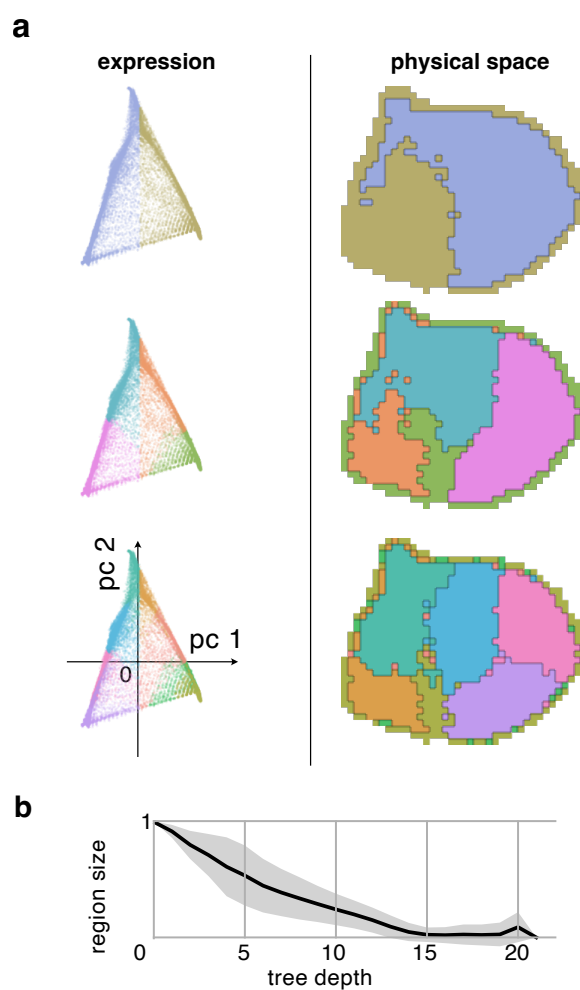 a
expression
physical space
pc 2
pc 1
0
b
1
region size
0
5
10
15
20
tree depth